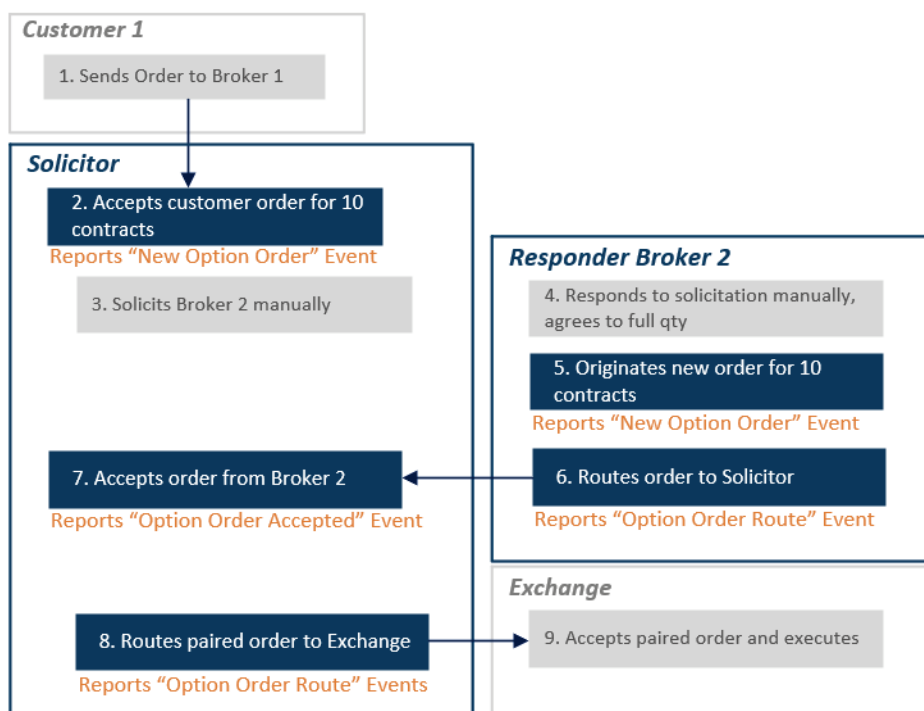 Customer 1
1. Sends Order to Broker 1
Solicitor
2. Accepts customer order for 10
contracts
Reports “New Option Order” Event
3. Solicits Broker 2 manually
Responder Broker 2
4. Responds to solicitation manually,
agrees to full qty
5. Originates new order for 10
contracts
Reports “New Option Order” Event
6. Routes order to Solicitor
Reports “Option Order Route” Event
7. Accepts order from Broker 2
Reports “Option Order Accepted” Event
8. Routes paired order to Exchange
Reports “Option Order Route” Events
Exchange
9. Accepts paired order and executes